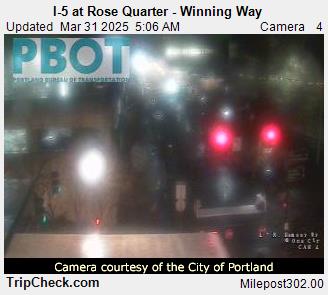 I-5 at Rose Quarter - Winning Way
Updated Mar 31 2025 5:06 AM Camera 4
PBOT
PORTLAND BUREAU OF TRANSPORTATION
Camera courtesy of the City of Portland
TripCheck.com Milepost302.00